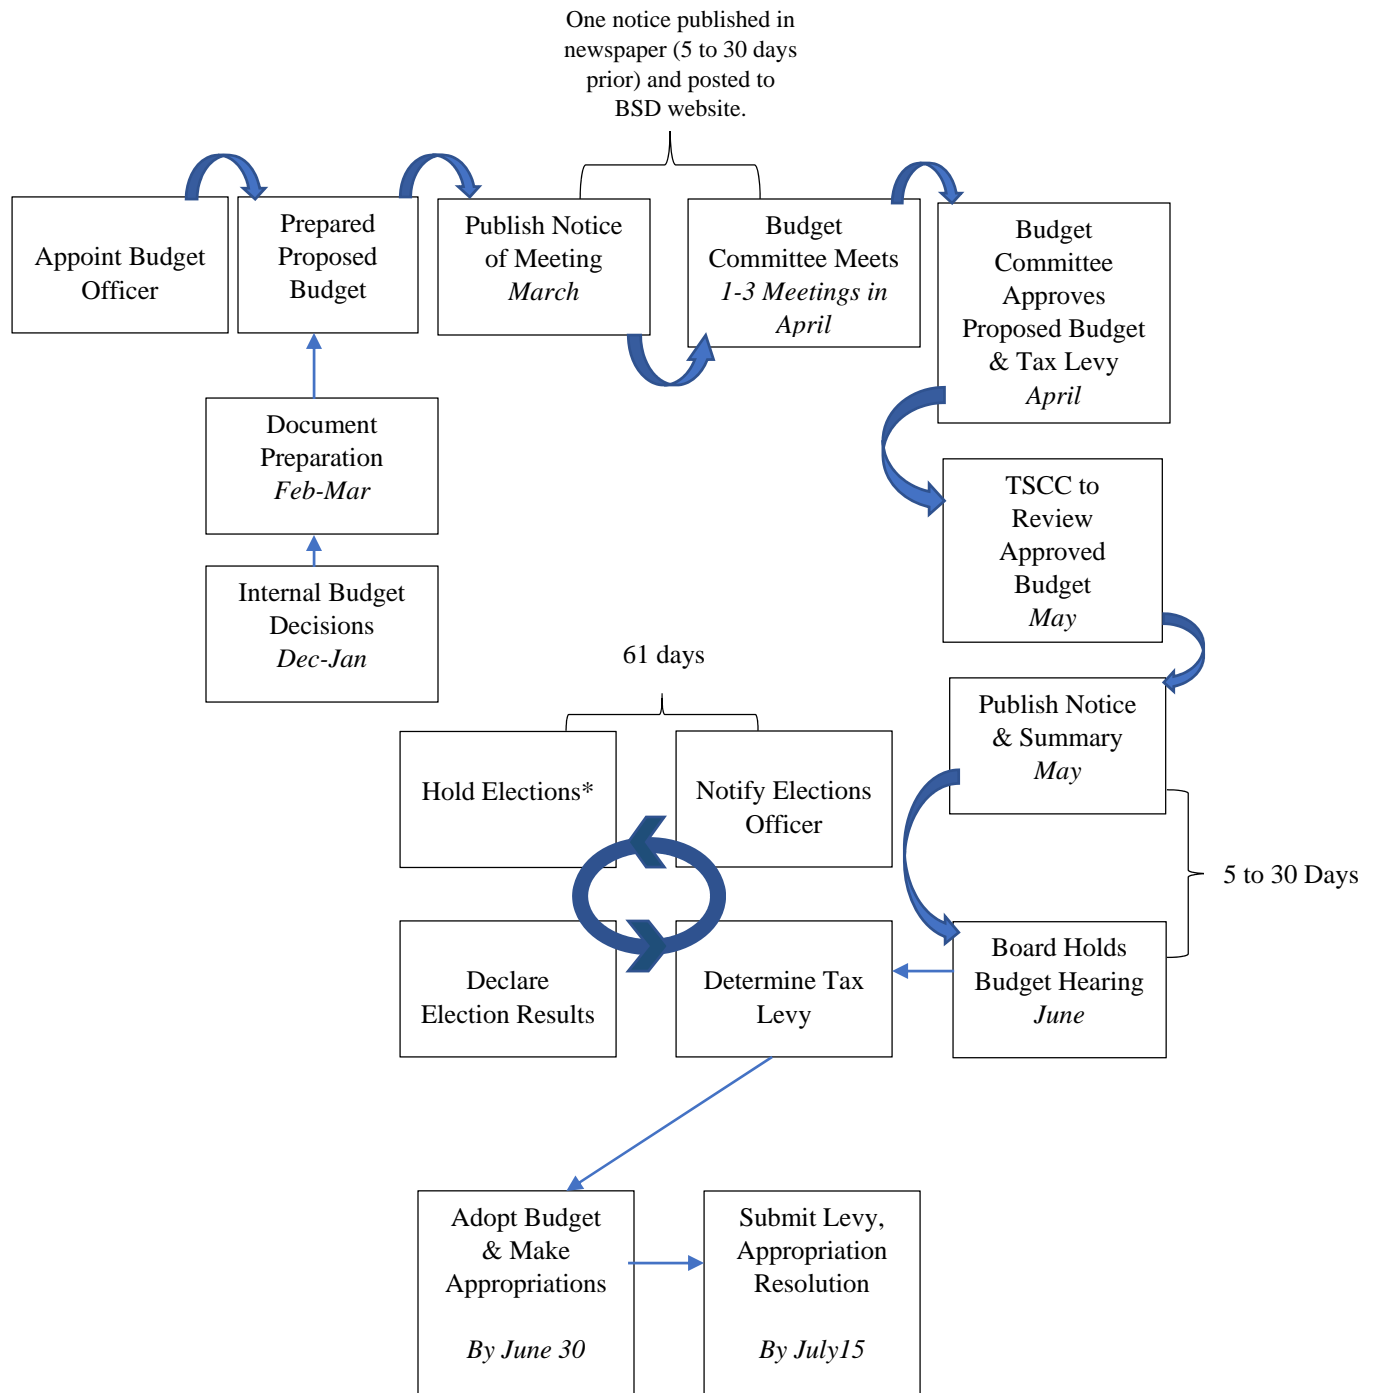 One notice published in
newspaper (5 to 30 days
prior) and posted to
BSD website.
Appoint Budget
Officer
Prepared
Proposed
Budget
Publish Notice
of Meeting
March
Budget
Committee Meets
1-3 Meetings in
April
Budget
Committee
Approves
Proposed Budget
& Tax Levy
April
Document
Preparation
Feb-Mar
TSCC to
Review
Approved
Budget
May
Internal Budget
Decisions
Dec-Jan
61 days
Publish Notice
& Summary
May
Hold Elections*
Notify Elections
Officer
5 to 30 Days
Declare
Election Results
Determine Tax
Levy
Board Holds
Budget Hearing
June
Adopt Budget
& Make
Appropriations
By June 30
Submit Levy,
Appropriation
Resolution
By July15